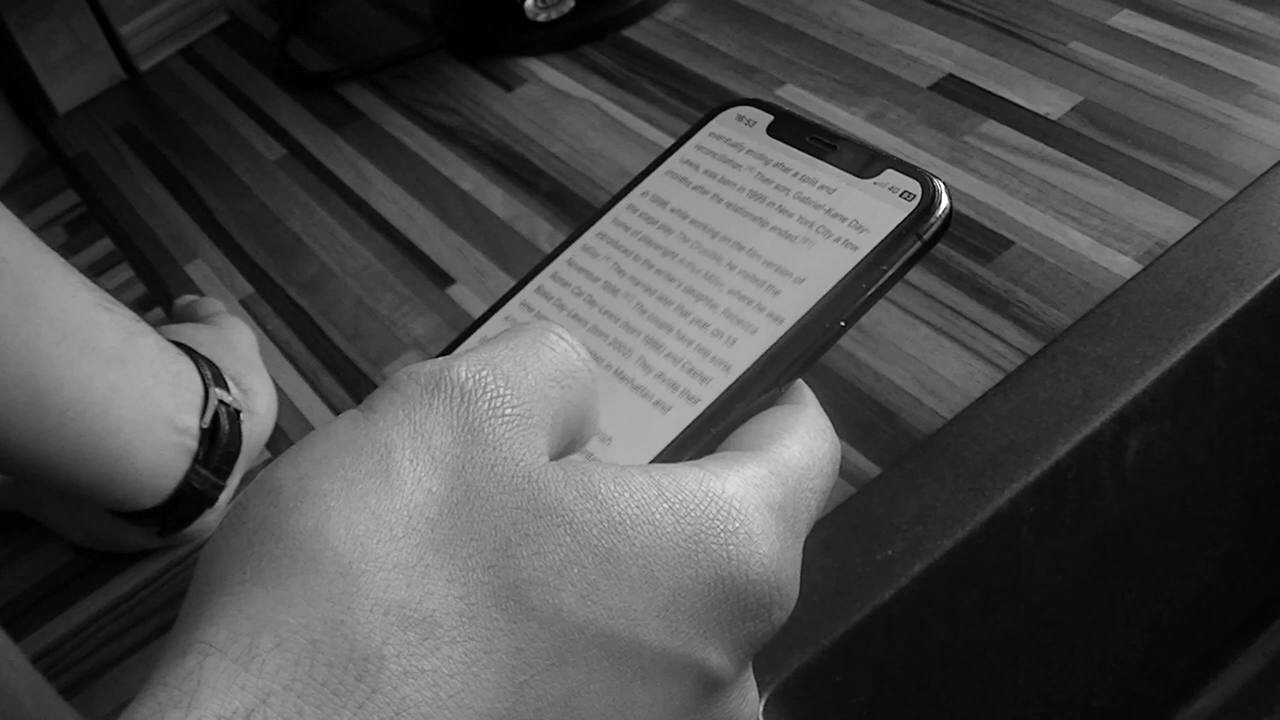 16:53
4G 83
eventually ending after a split and
reconciliation. Their son, Gabriel-Kane Day-
Lewis, was born in 1995 in New York City a few
months after the relationship ended.
In 1996, while working on the film version of
the stage play The Crucible, he visited the
home of playwright Arthur Miller, where he was
introduced to the writer's daughter, Rebecca
Miller. They married later that year, on 13
November 1996. The couple have two sons,
Ronan Cal Day-Lewis (born 1998) and Cashel
Blake Day-Lewis (born 2002). They divide their
in Manhattan and